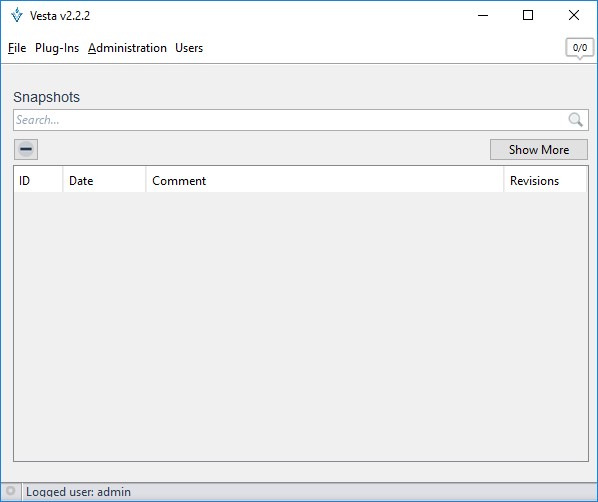 Vesta v2.2.2
File Plug-Ins Administration Users
0/0
Snapshots
Search...
Show More
ID Date Comment Revisions
Logged user: admin